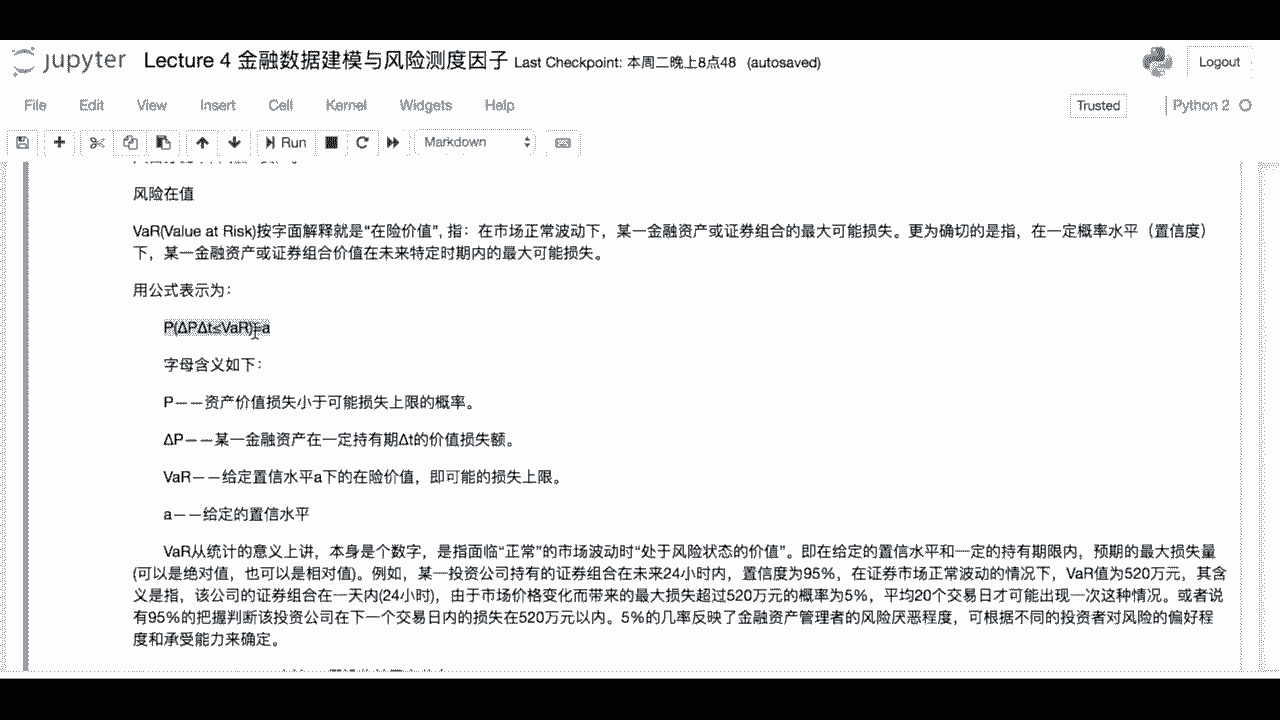 jupyter Lecture 4 金融数据建模与风险测度因子 Last Checkpoint: 本周二晚上8点48 (autosaved)
Logout
File Edit View Insert Cell Kernel Widgets Help
Trusted
Python 2
Run
Markdown
风险在值
VaR(Value at Risk)按字面解释就是“在险价值”, 指：在市场正常波动下，某一金融资产或证券组合的最大可能损失。更为确切的是指，在一定概率水平（置信度）
下，某一金融资产或证券组合价值在未来特定时期内的最大可能损失。
用公式表示为：
P(ΔPΔt≤VaR)=a
字母含义如下：
P——资产价值损失小于可能损失上限的概率。
ΔP——某一金融资产在一定持有期Δt的价值损失额。
VaR——给定置信水平a下的在险价值，即可能的损失上限。
a——给定的置信水平
VaR从统计的意义上讲，本身是个数字，是指面临“正常”的市场波动时“处于风险状态的价值”。即在给定的置信水平和一定的持有期限内，预期的最大损失量
(可以是绝对值，也可以是相对值)。例如，某一投资公司持有的证券组合在未来24小时内，置信度为95%，在证券市场正常波动的情况下，VaR值为520万元，其含
义是指，该公司的证券组合在一天内(24小时)，由于市场价格变化而带来的最大损失超过520万元的概率为5%，平均20个交易日才可能出现一次这种情况。或者说
有95%的把握判断该投资公司在下一个交易日内的损失在520万元以内。5%的几率反映了金融资产管理者的风险厌恶程度，可根据不同的投资者对风险的偏好程
度和承受能力来确定。